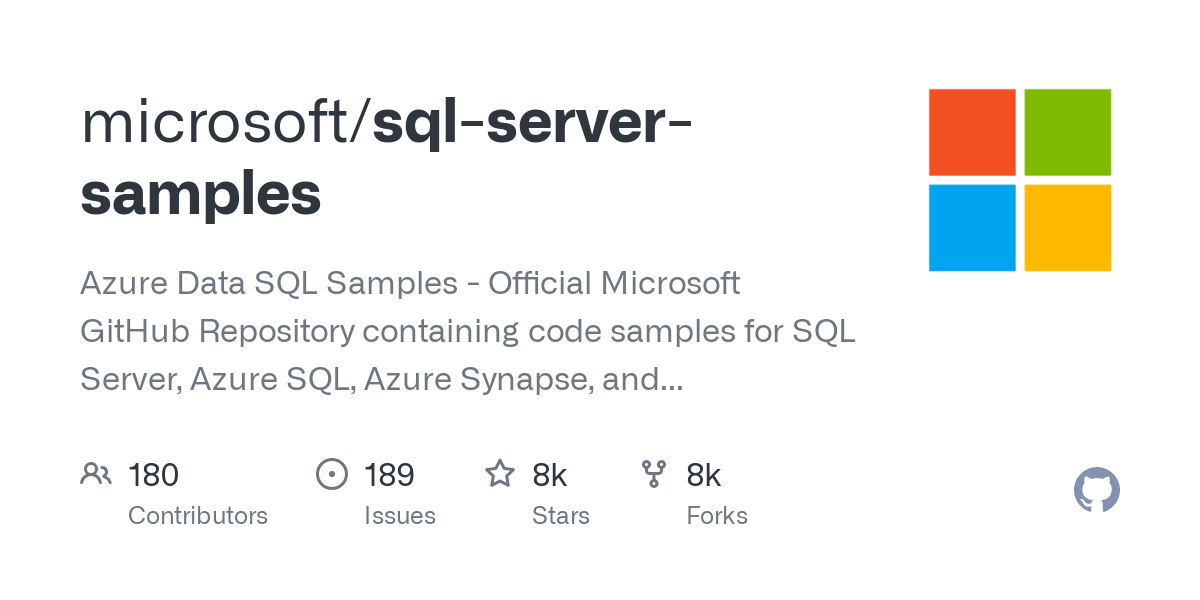 microsoft/sql-server-
samples
Azure Data SQL Samples - Official Microsoft
GitHub Repository containing code samples for SQL
Server, Azure SQL, Azure Synapse, and...
180
Contributors
189
Issues
8k
Stars
8k
Forks